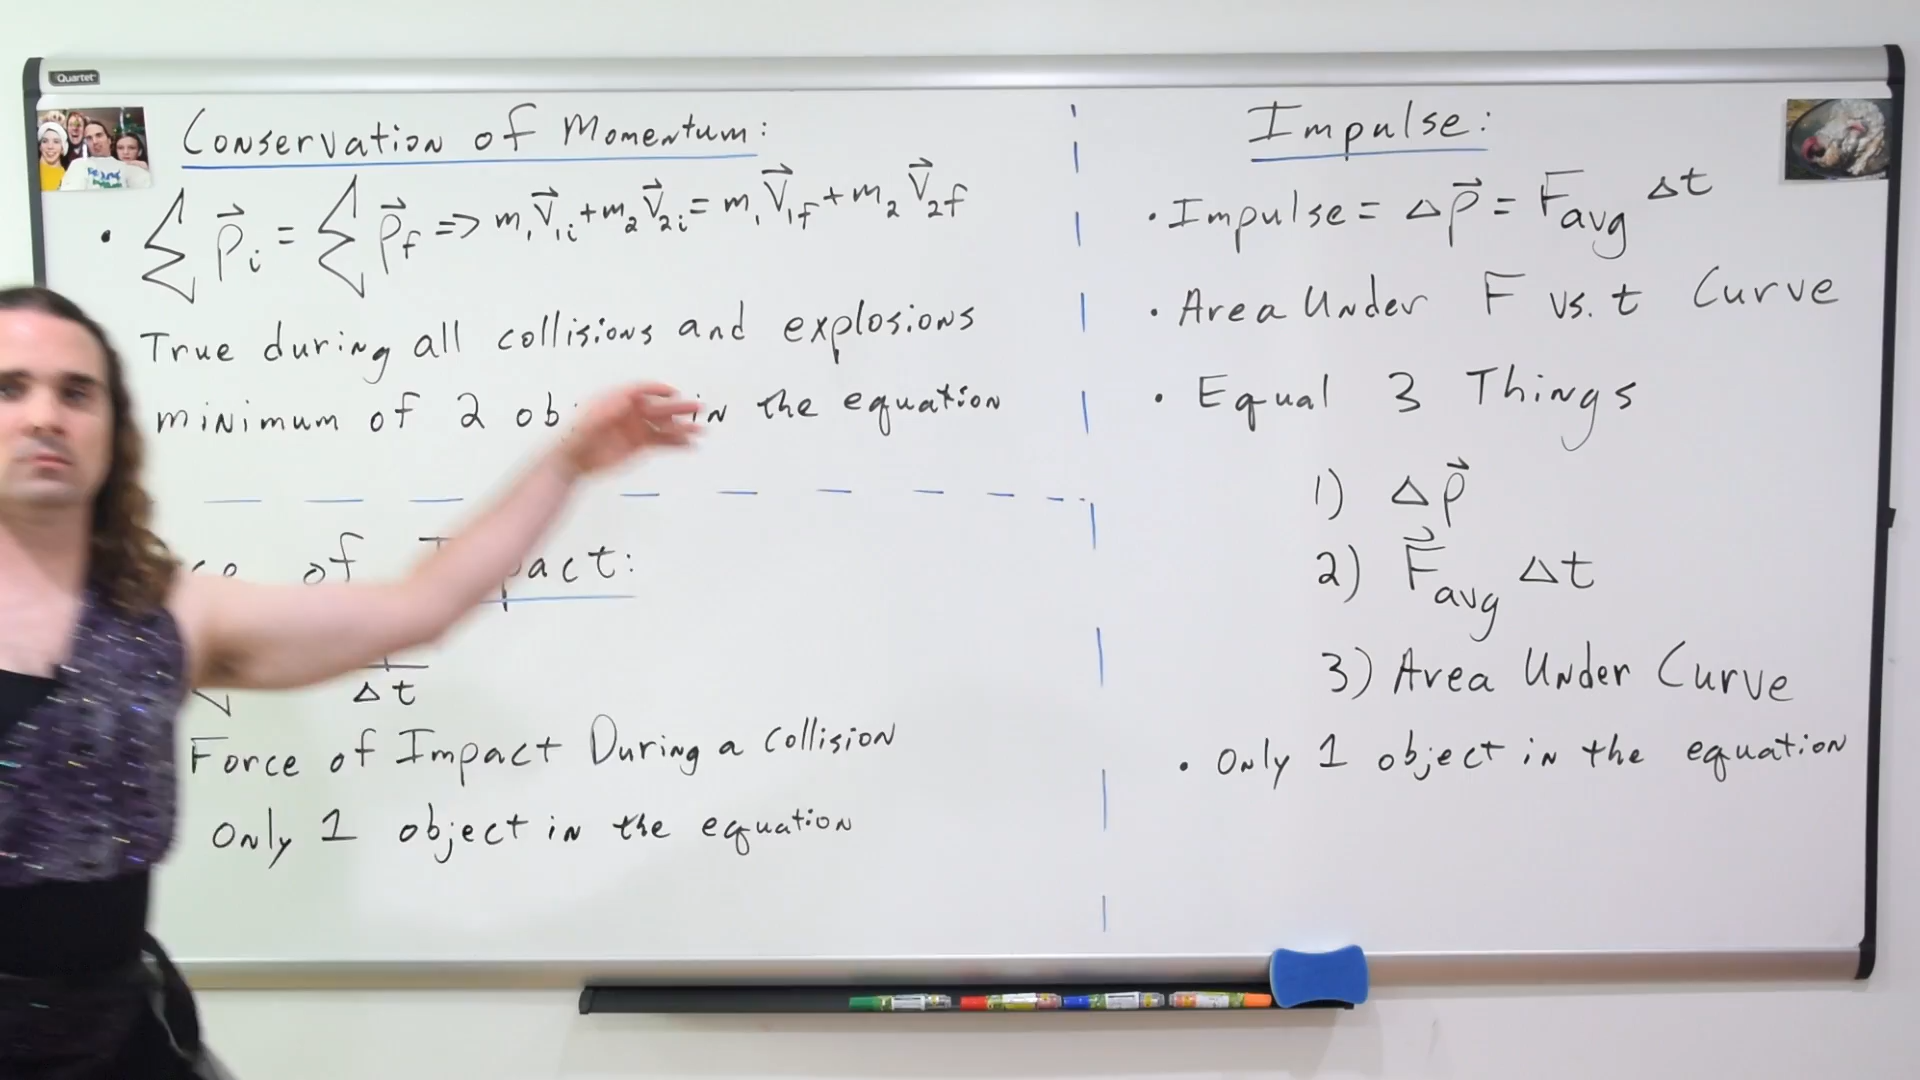 Quartet
Conservation of Momentum:
• ∑ p⃗i = ∑ p⃗f => m₁v⃗₁i + m₂v⃗₂i = m₁v⃗₁f + m₂v⃗₂f
True during all collisions and explosions
minimum of 2 in the equation
of
Δt
Force of Impact During a collision
Only 1 object in the equation
Impulse:
• Impulse = Δp⃗ = Favg Δt
• Area Under F vs. t Curve
• Equal 3 Things
1) Δp⃗
2) F⃗avg Δt
3) Area Under Curve
• Only 1 object in the equation